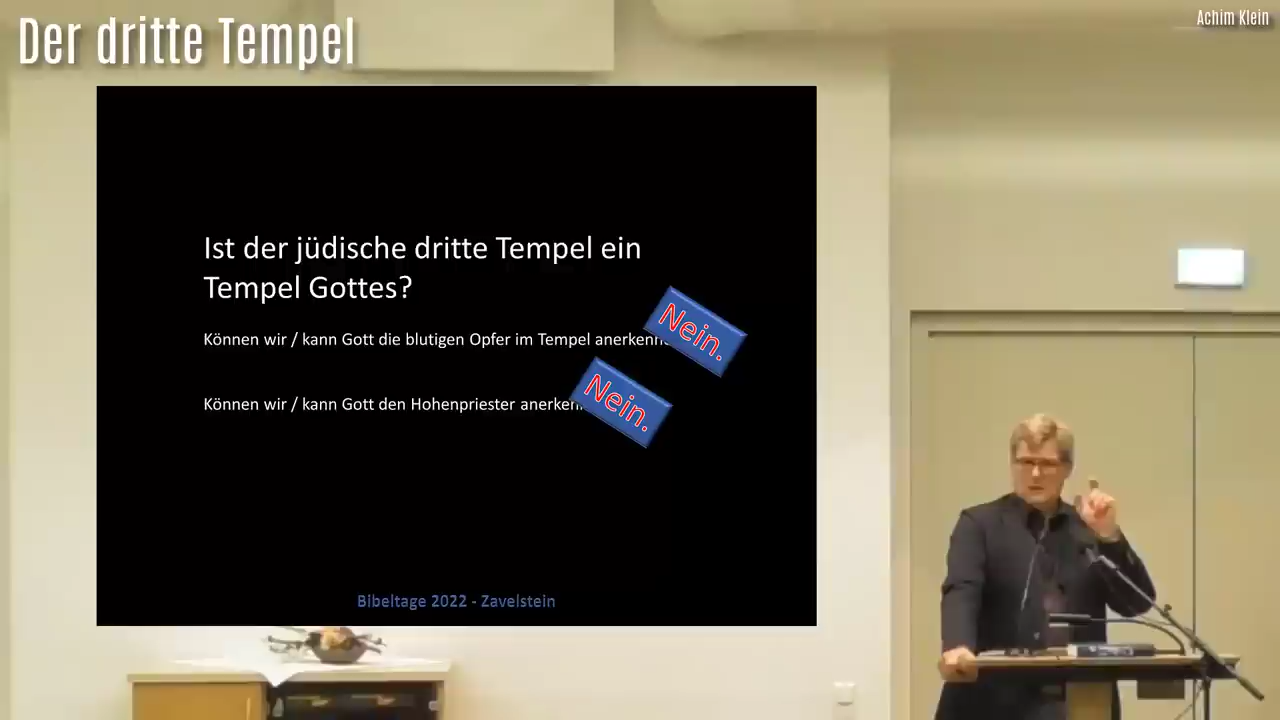 Der dritte Tempel
Achim Klein
Ist der jüdische dritte Tempel ein
Tempel Gottes?
Können wir / kann Gott die blutigen Opfer im Tempel
Nein.
Können wir / kann Gott den Hohenpriester
Nein.
Bibeltage 2022 - Zavelstein